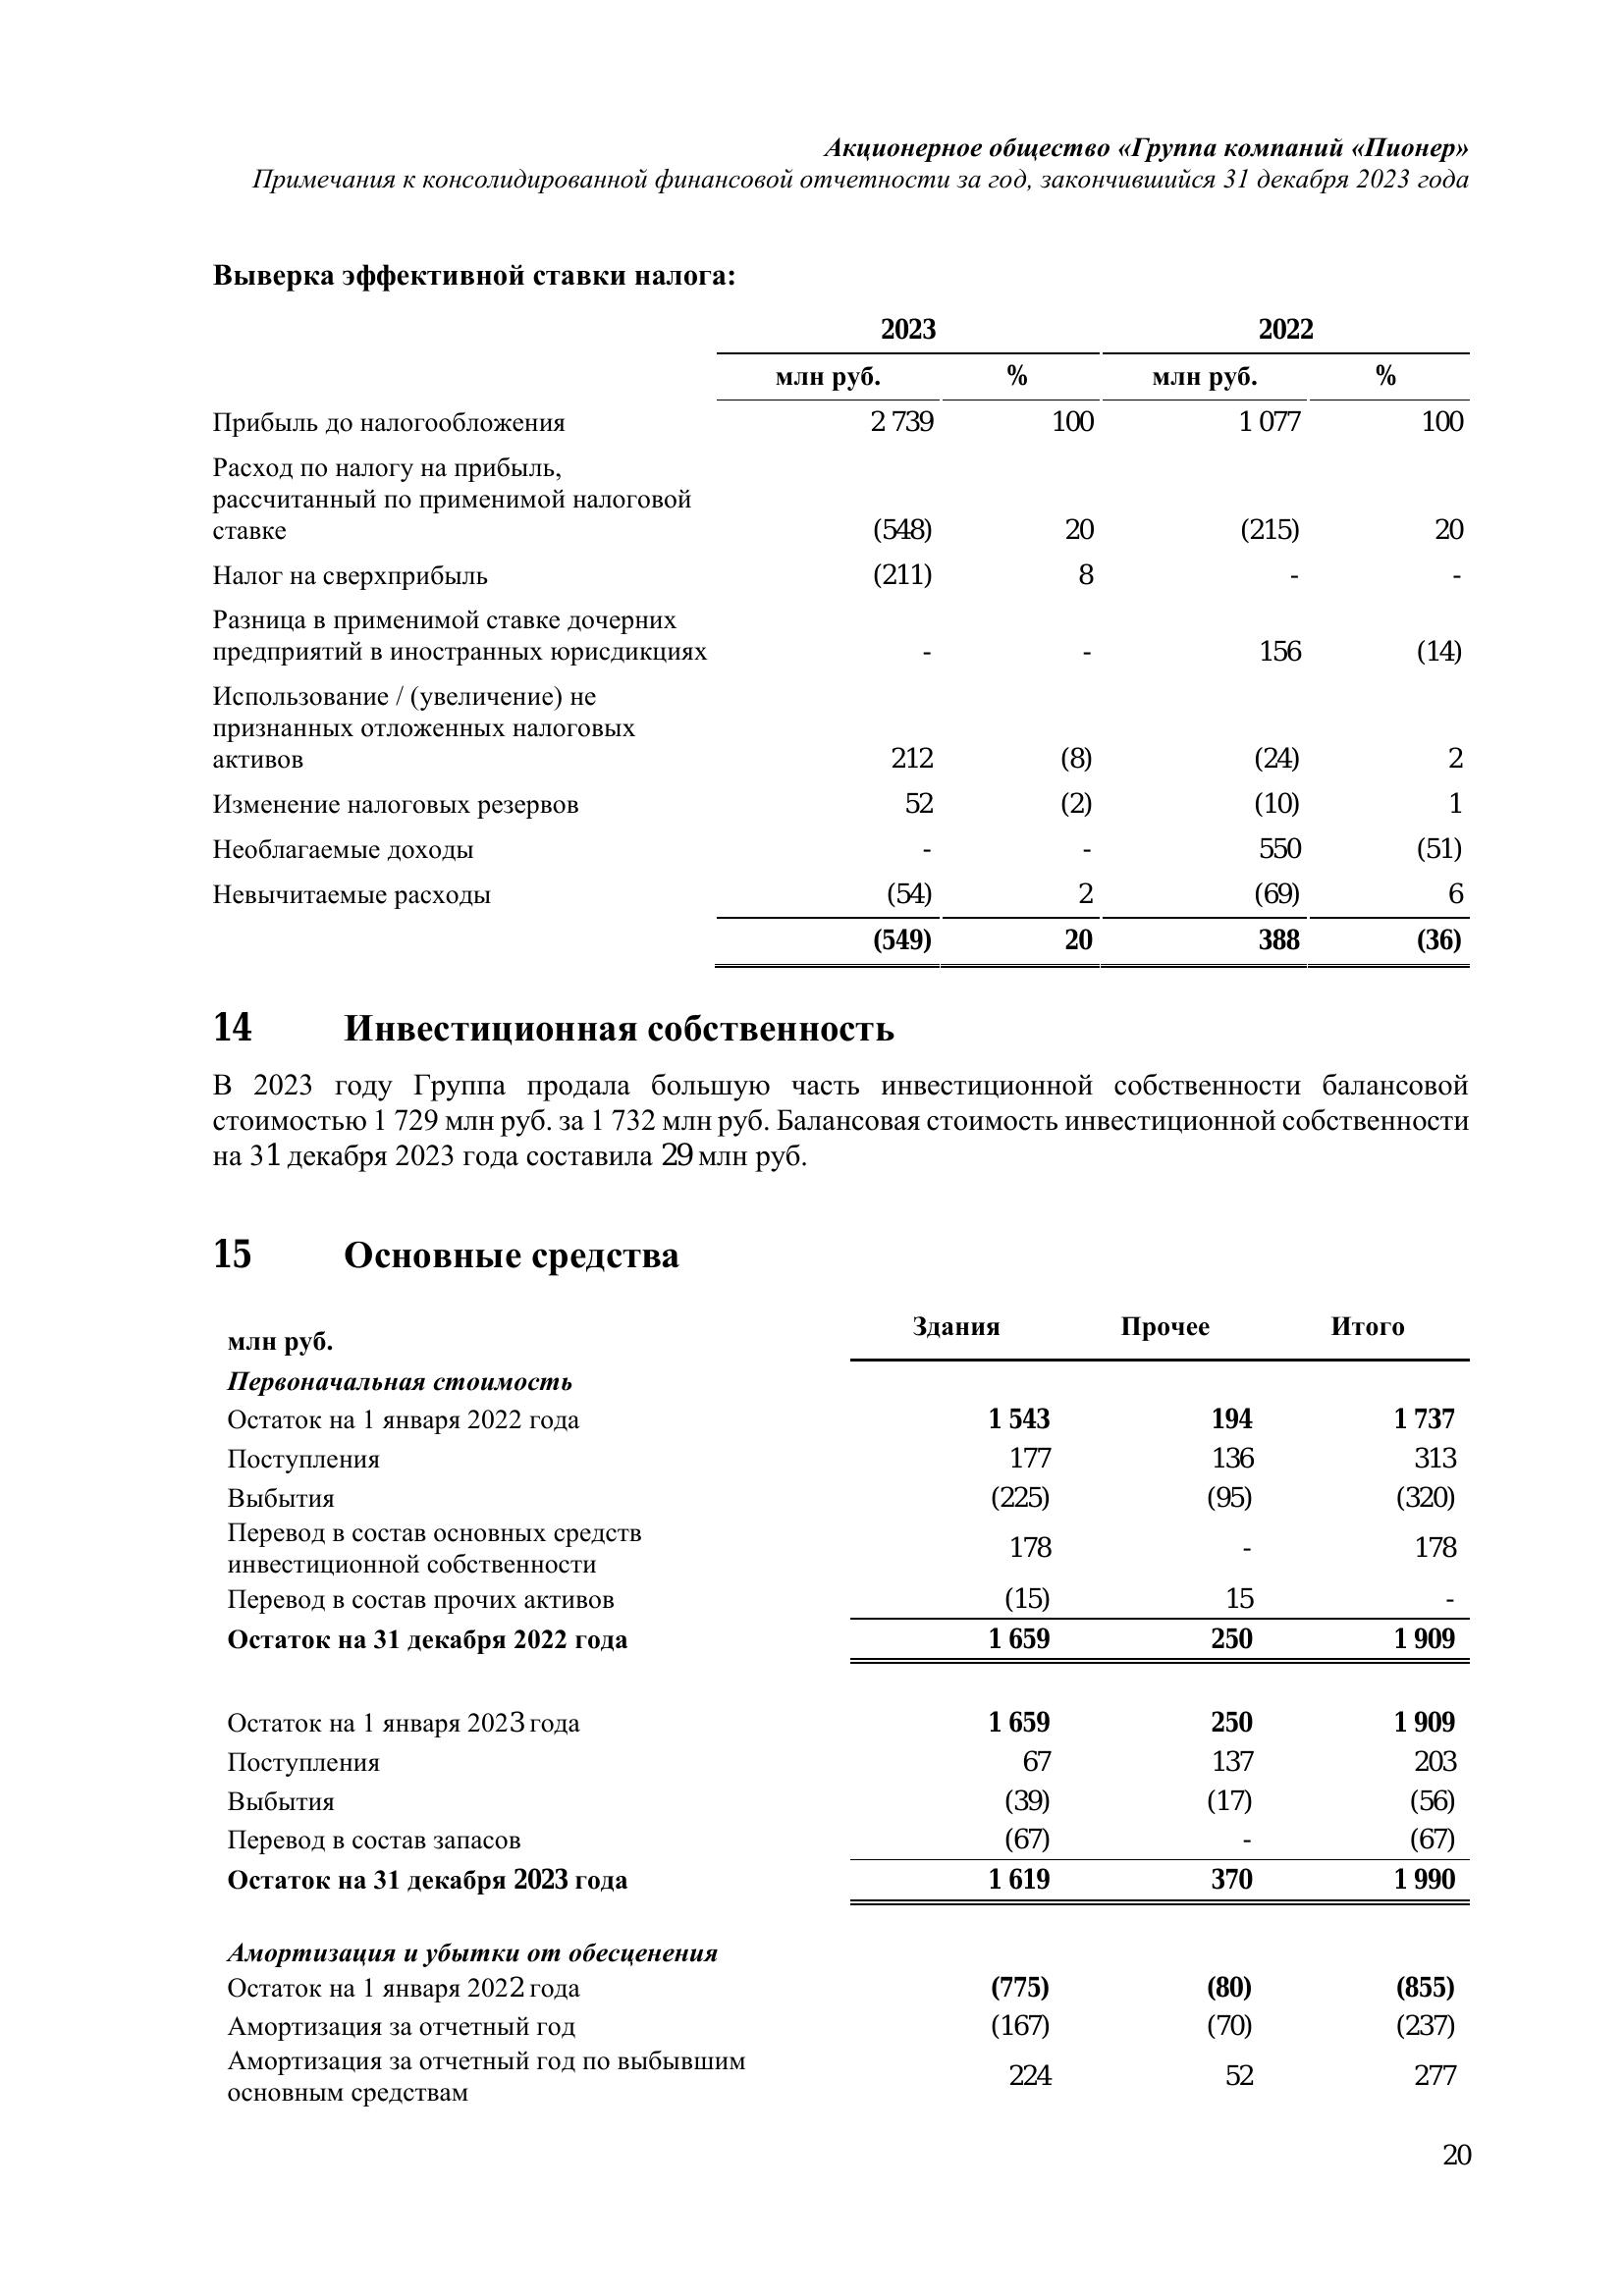 Акционерное общество «Группа компаний «Пионер»
Примечания к консолидированной финансовой отчетности за год, закончившийся 31 декабря 2023 года
Выверка эффективной ставки налога:
2023 2022
млн руб. % млн руб. %
Прибыль до налогообложения 2 739 100 1 077 100
Расход по налогу на прибыль,
рассчитанный по применимой налоговой
ставке (548) 20 (215) 20
Налог на сверхприбыль (211) 8 - -
Разница в применимой ставке дочерних
предприятий в иностранных юрисдикциях - - 156 (14)
Использование / (увеличение) не
признанных отложенных налоговых
активов 212 (8) (24) 2
Изменение налоговых резервов 52 (2) (10) 1
Необлагаемые доходы - - 550 (51)
Невычитаемые расходы (54) 2 (69) 6
(549) 20 388 (36)
14 Инвестиционная собственность
В 2023 году Группа продала большую часть инвестиционной собственности балансовой
стоимостью 1 729 млн руб. за 1 732 млн руб. Балансовая стоимость инвестиционной собственности
на 31 декабря 2023 года составила 29 млн руб.
15 Основные средства
млн руб. Здания Прочее Итого
Первоначальная стоимость
Остаток на 1 января 2022 года 1 543 194 1 737
Поступления 177 136 313
Выбытия (225) (95) (320)
Перевод в состав основных средств
инвестиционной собственности 178 - 178
Перевод в состав прочих активов (15) 15 -
Остаток на 31 декабря 2022 года 1 659 250 1 909
Остаток на 1 января 2023 года 1 659 250 1 909
Поступления 67 137 203
Выбытия (39) (17) (56)
Перевод в состав запасов (67) - (67)
Остаток на 31 декабря 2023 года 1 619 370 1 990
Амортизация и убытки от обесценения
Остаток на 1 января 2022 года (775) (80) (855)
Амортизация за отчетный год (167) (70) (237)
Амортизация за отчетный год по выбывшим
основным средствам 224 52 277
20